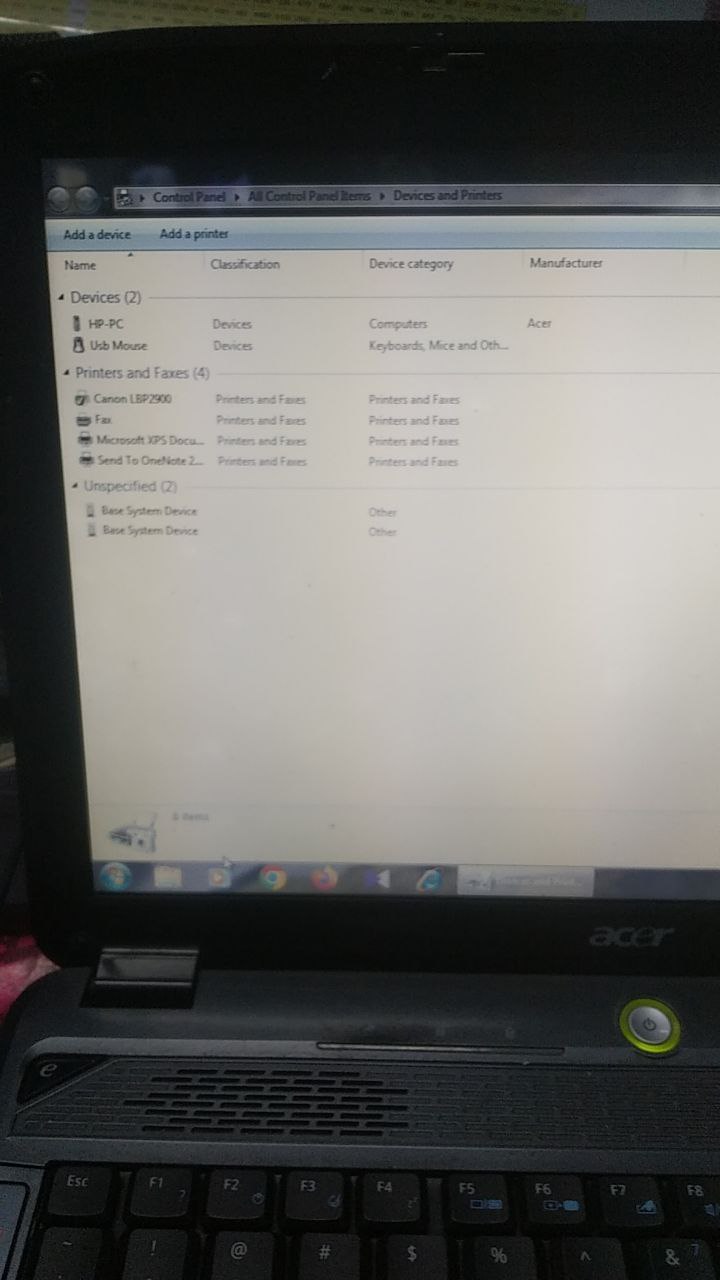 Control Panel ▸ All Control Panel Items ▸ Devices and Printers
Add a device Add a printer
Name Classification Device category Manufacturer
Devices (2)
HP-PC Devices Computers Acer
Usb Mouse Devices Keyboards, Mice and Oth...
Printers and Faxes (4)
Canon LBP2900 Printers and Faxes Printers and Faxes
Fax Printers and Faxes Printers and Faxes
Microsoft XPS Docu... Printers and Faxes Printers and Faxes
Send To OneNote 2... Printers and Faxes Printers and Faxes
Unspecified (2)
Base System Device Other
Base System Device Other
items
acer
e
Esc F1 F2 F3 F4 F5 F6 F7 F8
~ ! @ # $ % ^ & 7